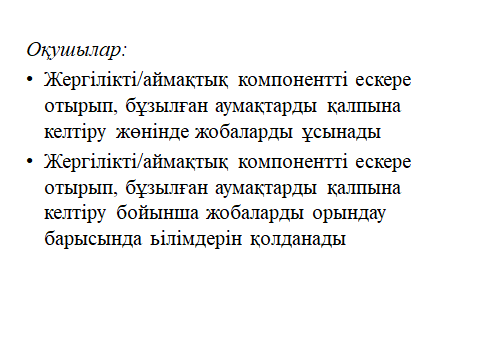 Оқушылар:
• Жергілікті/аймақтық компонентті ескере
отырып, бұзылған аумақтарды қалпына
келтіру жөнінде жобаларды ұсынады
• Жергілікті/аймақтық компонентті ескере
отырып, бұзылған аумақтарды қалпына
келтіру бойынша жобаларды орындау
барысында ьілімдерін қолданады